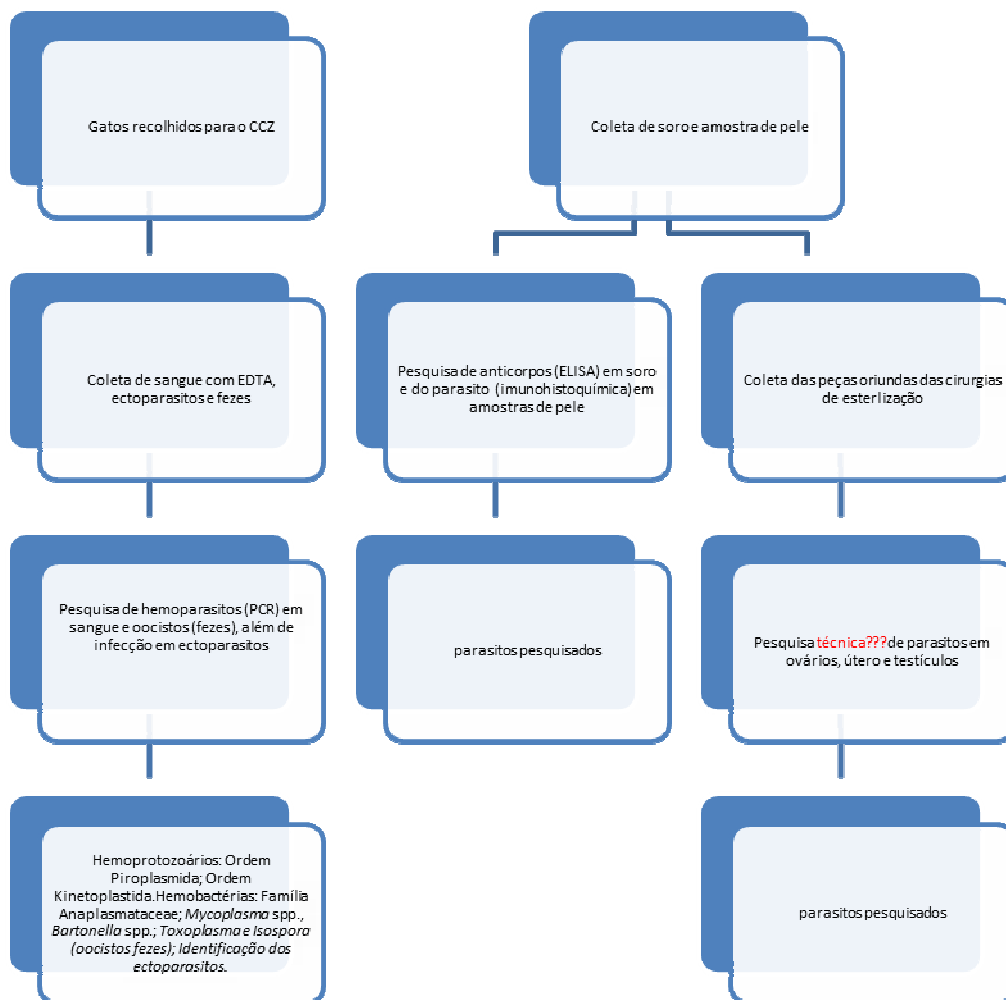 Gatos recolhidos para o CCZ
Coleta de soro e amostra de pele
Coleta de sangue com EDTA,
ectoparasitos e fezes
Pesquisa de anticorpos (ELISA) em soro
e do parasito (imunohistoquímica) em
amostras de pele
Coleta das peças oriundas das cirurgias
de esterlização
Pesquisa de hemoparasitos (PCR) em
sangue e oocistos (fezes), além de
infecção em ectoparasitos
parasitos pesquisados
Pesquisa técnica??? de parasitos em
ovários, útero e testículos
Hemoprotozoários: Ordem
Piroplasmida; Ordem
Kinetoplastida.Hemobactérias: Família
Anaplasmataceae; Mycoplasma spp.,
Bartonella spp.; Toxoplasma e Isospora
(oocistos fezes); Identificação dos
ectoparasitos.
parasitos pesquisados